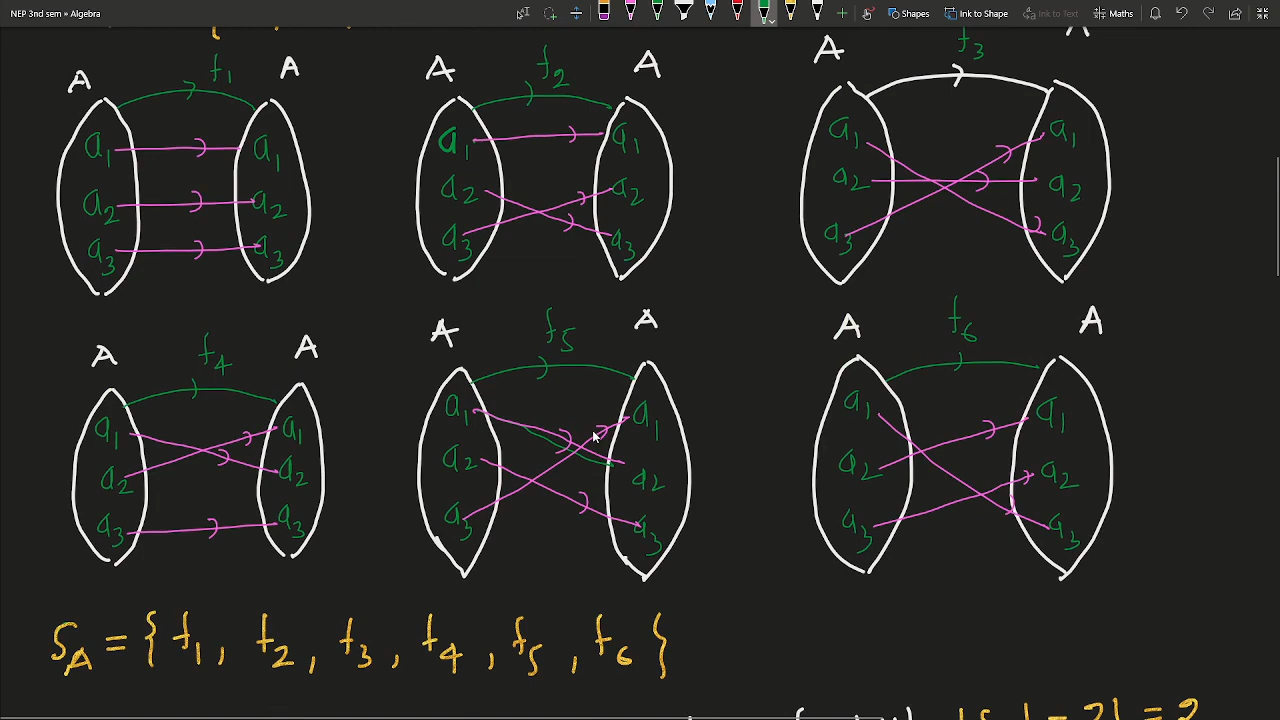 NEP 3rd sem » Algebra
Shapes Ink to Shape Ink to Text Maths
A f1 A A f2 A A f3 A
a1 a1 a1 a1 a1 a1
a2 a2 a2 a2 a2 a2
a3 a3 a3 a3 a3 a3
A f4 A A f5 A A f6 A
a1 a1 a1 a1 a1 a1
a2 a2 a2 a2 a2 a2
a3 a3 a3 a3 a3 a3
SA = {f1, f2, f3, f4, f5, f6}